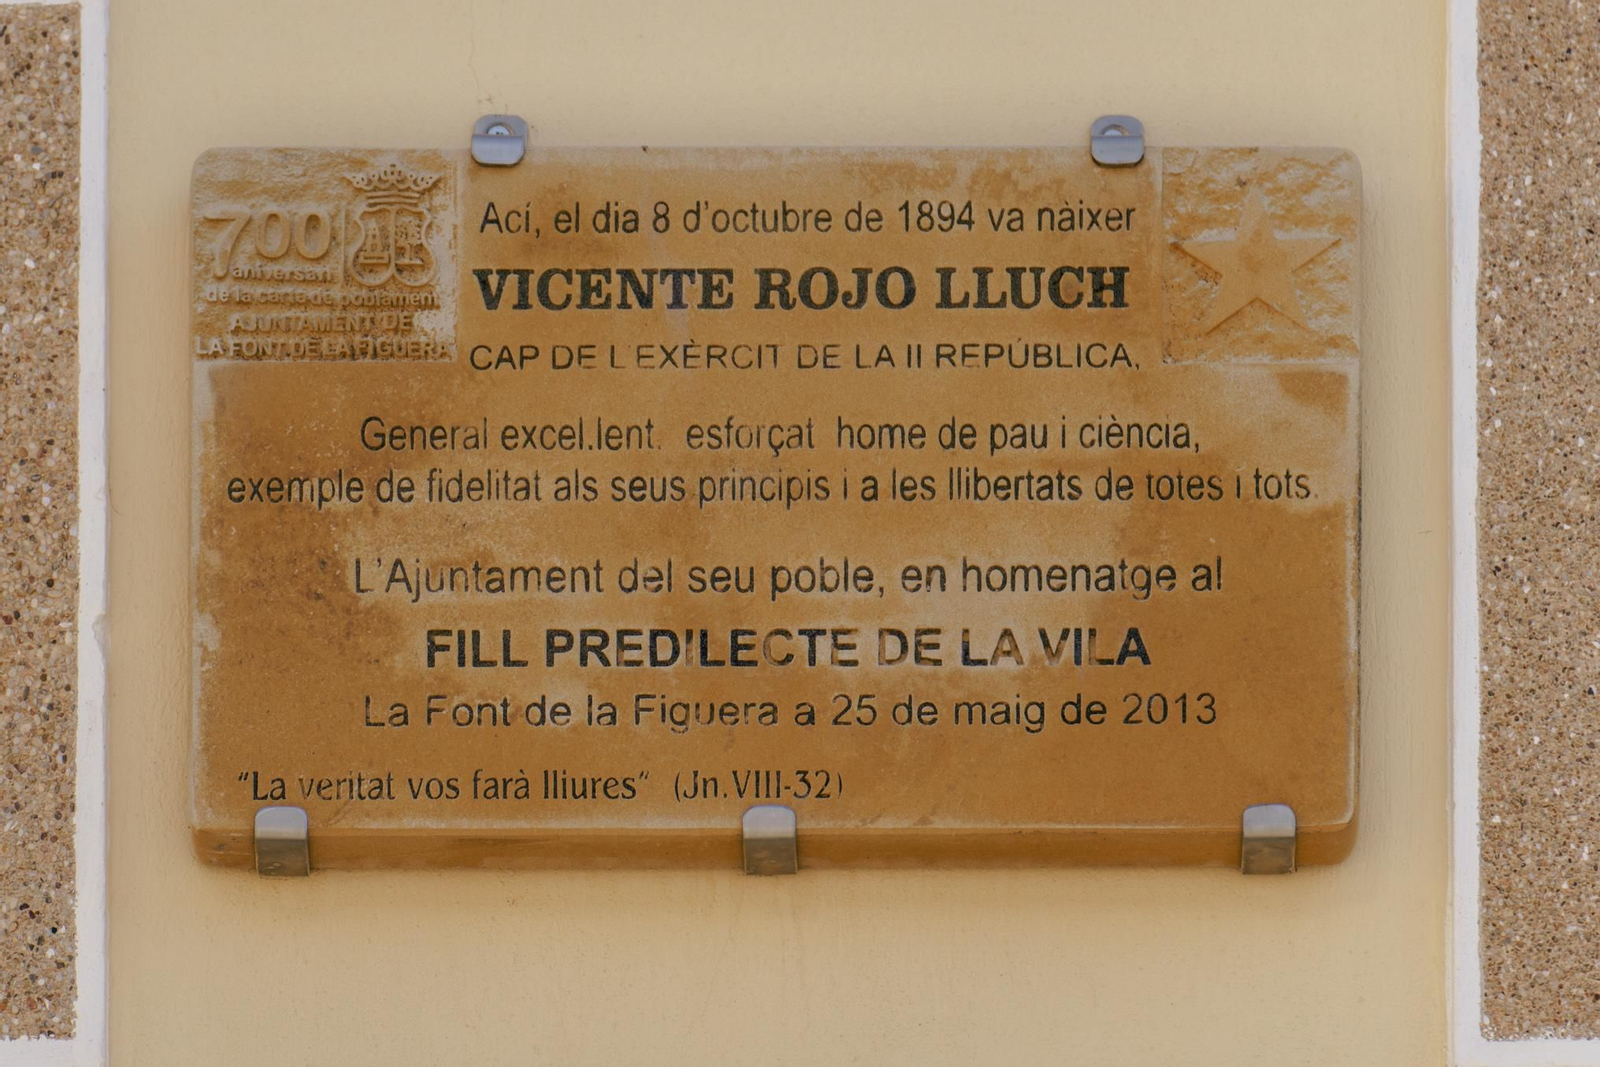 700
aniversari
de la carta de poblament
AJUNTAMENT DE
LA FONT DE LA FIGUERA
Ací, el dia 8 d'octubre de 1894 va nàixer
VICENTE ROJO LLUCH
CAP DE L'EXÈRCIT DE LA II REPÚBLICA,
General excel.lent, esforçat home de pau i ciència,
exemple de fidelitat als seus principis i a les llibertats de totes i tots.
L'Ajuntament del seu poble, en homenatge al
FILL PREDILECTE DE LA VILA
La Font de la Figuera a 25 de maig de 2013
"La veritat vos farà lliures" (Jn.VIII-32)